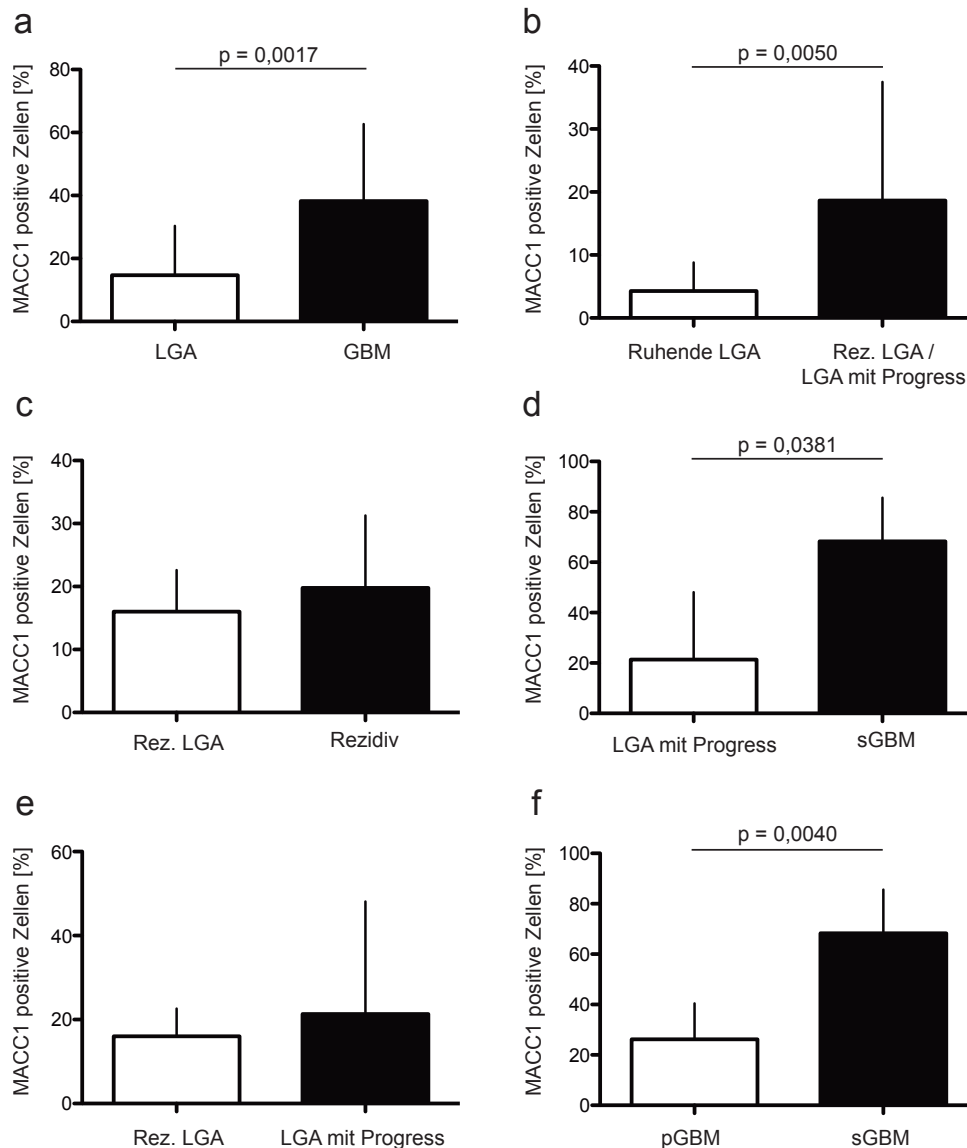 a
p = 0,0017
MACC1 positive Zellen [%]
80
60
40
20
0
LGA
GBM
b
p = 0,0050
MACC1 positive Zellen [%]
40
30
20
10
0
Ruhende LGA
Rez. LGA /
LGA mit Progress
c
MACC1 positive Zellen [%]
40
30
20
10
0
Rez. LGA
Rezidiv
d
p = 0,0381
MACC1 positive Zellen [%]
100
80
60
40
20
0
LGA mit Progress
sGBM
e
MACC1 positive Zellen [%]
60
40
20
0
Rez. LGA
LGA mit Progress
f
p = 0,0040
MACC1 positive Zellen [%]
100
80
60
40
20
0
pGBM
sGBM